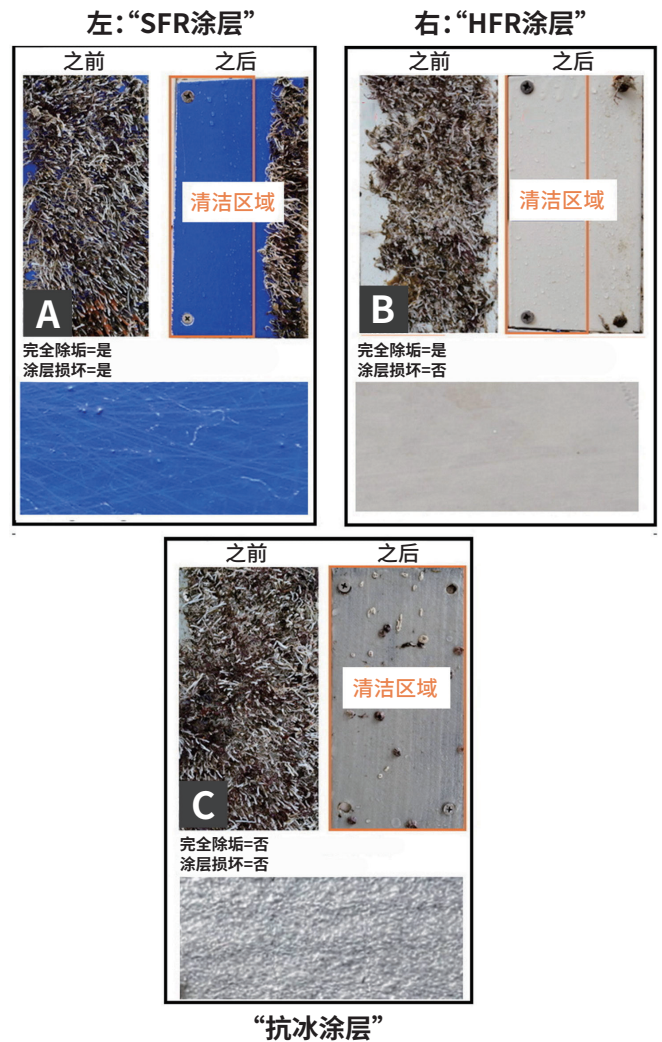 左：“SFR涂层”
右：“HFR涂层”
之前
之后
清洁区域
A
完全除垢=是
涂层损坏=是
之前
之后
清洁区域
B
完全除垢=是
涂层损坏=否
之前
之后
清洁区域
C
完全除垢=否
涂层损坏=否
“抗冰涂层”